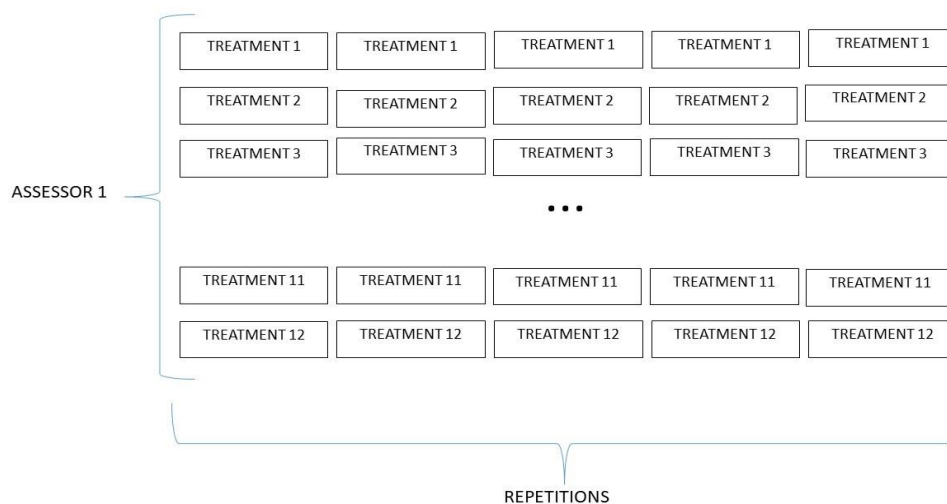 TREATMENT 1 TREATMENT 1 TREATMENT 1 TREATMENT 1 TREATMENT 1
TREATMENT 2 TREATMENT 2 TREATMENT 2 TREATMENT 2 TREATMENT 2
TREATMENT 3 TREATMENT 3 TREATMENT 3 TREATMENT 3 TREATMENT 3
ASSESSOR 1
...
TREATMENT 11 TREATMENT 11 TREATMENT 11 TREATMENT 11 TREATMENT 11
TREATMENT 12 TREATMENT 12 TREATMENT 12 TREATMENT 12 TREATMENT 12
REPETITIONS